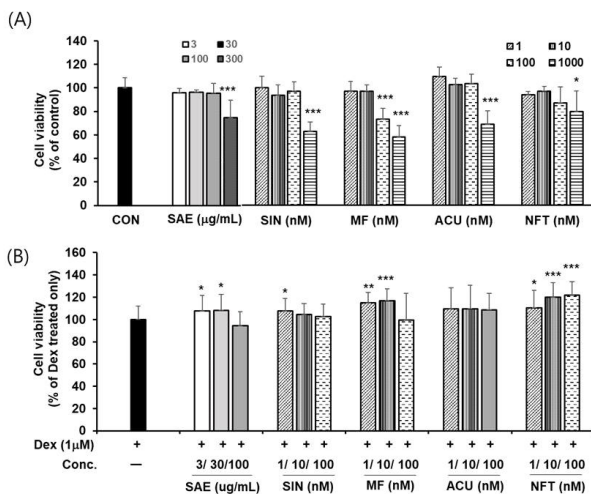 (A)
140
120
100
80
60
40
20
0
Cell viability
(% of control)
3 30
100 300
1 10
100 1000
***
***
***
***
***
*
CON SAE (μg/mL) SIN (nM) MF (nM) ACU (nM) NFT (nM)
(B)
160
140
120
100
80
60
40
20
0
Cell viability
(% of Dex treated only)
* * * ** *** * *** ***
Dex (1μM) + + + + + + + + + + + + + + + +
Conc. — 3/ 30/100 1/ 10/ 100 1/ 10/ 100 1/ 10/ 100 1/ 10/ 100
SAE (ug/mL) SIN (nM) MF (nM) ACU (nM) NFT (nM)